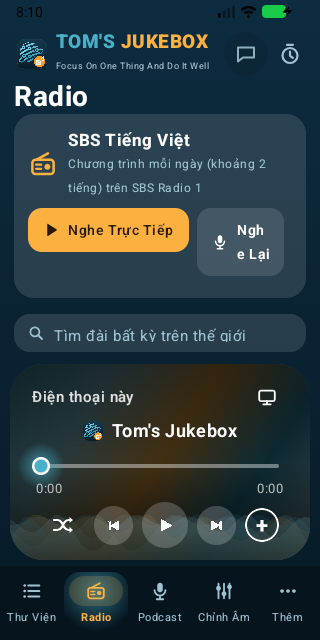 8:10
TOM'S JUKEBOX
Focus On One Thing And Do It Well
Radio
SBS Tiếng Việt
Chương trình mỗi ngày (khoảng 2
tiếng) trên SBS Radio 1
Nghe Trực Tiếp
Ngh
e Lại
Tìm đài bất kỳ trên thế giới
Điện thoại này
Tom's Jukebox
0:00 0:00
Thư Viện Radio Podcast Chỉnh Âm Thêm